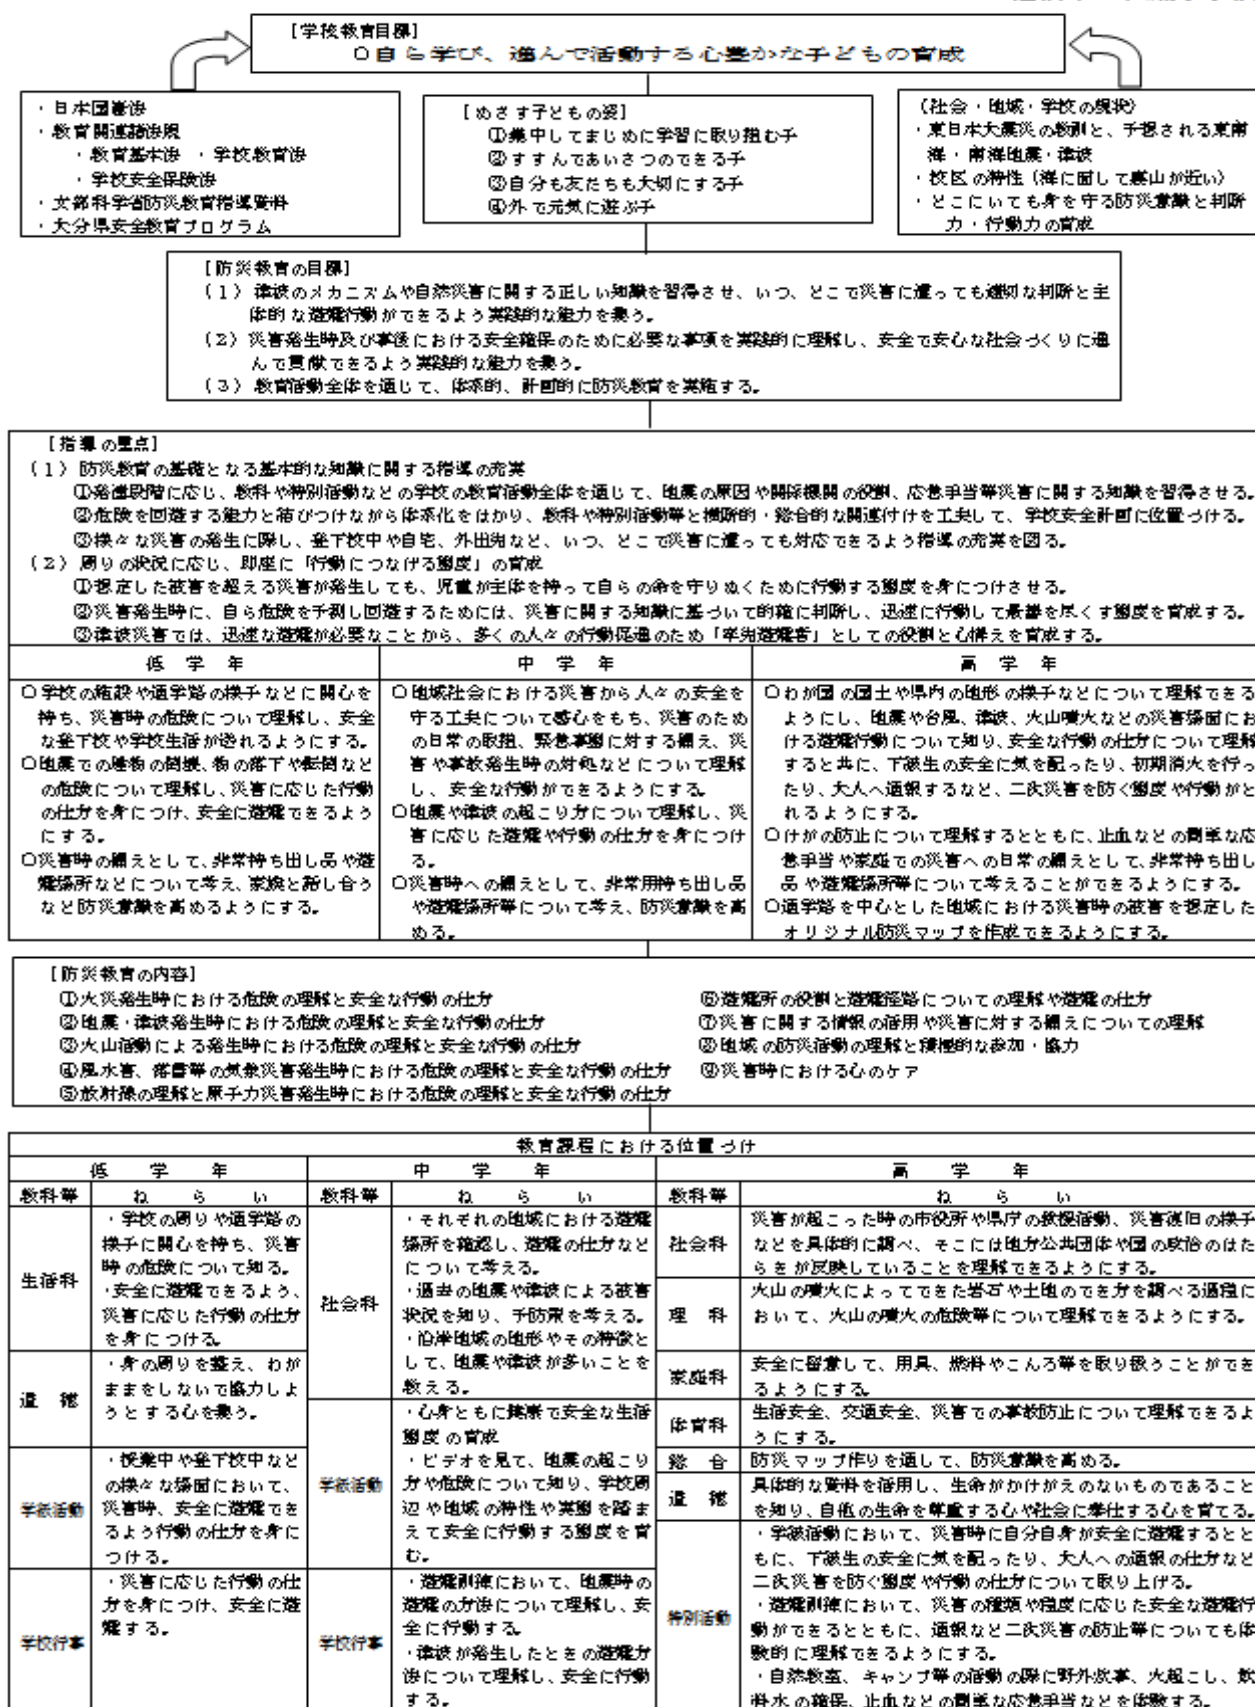 [学校教育目標]
○自ら学び、進んで活動する心豊かな子どもの育成
・日本国憲法
・教育関連諸法規
・教育基本法 ・学校教育法
・学校安全保険法
・文部科学省防災教育指導資料
・大分県安全教育プログラム
[めざす子どもの姿]
①集中してまじめに学習に取り組む子
②すすんであいさつのできる子
③自分も友だちも大切にする子
④外で元気に遊ぶ子
(社会・地域・学校の現状)
・東日本大震災の教訓と、予想される東南
海・南海地震・津波
・校区の特性(海に面して裏山が近い)
・どこにいても身を守る防災意識と判断
力・行動力の育成
[防災教育の目標]
(1)津波のメカニズムや自然災害に関する正しい知識を習得させ、いつ、どこで災害に遭っても適切な判断と主
体的な避難行動ができるよう実践的な能力を養う。
(2)災害発生時及び事後における安全確保のために必要な事項を実践的に理解し、安全で安心な社会づくりに進
んで貢献できるよう実践的な能力を養う。
(3)教育活動全体を通じて、体系的、計画的に防災教育を実施する。
[指導の重点]
(1)防災教育の基礎となる基本的な知識に関する指導の充実
①発達段階に応じ、教科や特別活動などの学校の教育活動全体を通じて、地震の原因や関係機関の役割、応急手当等災害に関する知識を習得させる。
②危険を回避する能力と結びつけながら体系化をはかり、教科や特別活動等と横断的・総合的な関連付けを工夫して、学校安全計画に位置づける。
③様々な災害の発生に際し、登下校中や自宅、外出先など、いつ、どこで災害に遭っても対応できるよう指導の充実を図る。
(2)周りの状況に応じ、即座に「行動につなげる態度」の育成
①想定した被害を超える災害が発生しても、児童が主体を持って自らの命を守りぬくために行動する態度を身につけさせる。
②災害発生時に、自ら危険を予測し回避するためには、災害に関する知識に基づいて的確に判断し、迅速に行動して最善を尽くす態度を育成する。
③津波災害では、迅速な避難が必要なことから、多くの人々の行動促進のため「率先避難者」としての役割と心構えを育成する。
低 学 年
○学校の施設や通学路の様子などに関心を
持ち、災害時の危険について理解し、安全
な登下校や学校生活が送れるようにする。
○地震での建物の倒壊、物の落下や転倒など
の危険について理解し、災害に応じた行動
の仕方を身につけ、安全に避難できるよう
にする。
○災害時の備えとして、非常持ち出し品や避
難場所などについて考え、家族と話し合う
など防災意識を高めるようにする。
中 学 年
○地域社会における災害から人々の安全を
守る工夫について感心をもち、災害のため
の日常の取組、緊急事態に対する備え、災
害や事故発生時の対処などについて理解
し、安全な行動ができるようにする。
○地震や津波の起こり方について理解し、災
害に応じた避難や行動の仕方を身につけ
る。
○災害時への備えとして、非常用持ち出し品
や避難場所等について考え、防災意識を高
める。
高 学 年
○わが国の国土や県内の地形の様子などについて理解できる
ようにし、地震や台風、津波、火山噴火などの災害場面にお
ける避難行動について知り、安全な行動の仕方について理解
すると共に、下級生の安全に気を配ったり、初期消火を行っ
たり、大人へ通報するなど、二次災害を防ぐ態度や行動がと
れるようにする。
○けがの防止について理解するとともに、止血などの簡単な応
急手当や家庭での災害への日常の備えとして、非常持ち出し
品や避難場所等について考えることができるようにする。
○通学路を中心とした地域における災害時の被害を想定した
オリジナル防災マップを作成できるようにする。
[防災教育の内容]
①火災発生時における危険の理解と安全な行動の仕方
②地震・津波発生時における危険の理解と安全な行動の仕方
③火山活動による発生時における危険の理解と安全な行動の仕方
④風水害、落雷等の気象災害発生時における危険の理解と安全な行動の仕方
⑤放射線の理解と原子力災害発生時における危険の理解と安全な行動の仕方
⑥避難所の役割と避難経路についての理解や避難の仕方
⑦災害に関する情報の活用や災害に対する備えについての理解
⑧地域の防災活動の理解と積極的な参加・協力
⑨災害時における心のケア
教育課程における位置づけ
低 学 年
教科等 ね ら い
生活科
・学校の周りや通学路の
様子に関心を持ち、災害
時の危険について知る。
・安全に避難できるよう、
災害に応じた行動の仕方
を身につける。
道 徳
・身の周りを整え、わが
ままをしないで協力しよ
うとする心を養う。
学級活動
・授業中や登下校中など
の様々な場面において、
災害時、安全に避難でき
るよう行動の仕方を身に
つける。
学校行事
・災害に応じた行動の仕
方を身につけ、安全に避
難する。
中 学 年
教科等 ね ら い
社会科
・それぞれの地域における避難
場所を確認し、避難の仕方など
について考える。
・過去の地震や津波による被害
状況を知り、予防策を考える。
・沿岸地域の地形やその特徴と
して、地震や津波が多いことを
教える。
学級活動
・心身ともに健康で安全な生活
態度の育成
・ビデオを見て、地震の起こり
方や危険について知り、学校周
辺や地域の特性や実態を踏ま
えて安全に行動する態度を育
む。
学校行事
・避難訓練において、地震時の
避難の方法について理解し、安
全に行動する。
・津波が発生したときの避難方
法について理解し、安全に行動
する。
高 学 年
教科等 ね ら い
社会科
災害が起こった時の市役所や県庁の救援活動、災害復旧の様子
などを具体的に調べ、そこには地方公共団体や国の政治のはた
らきが反映していることを理解できるようにする。
理 科
火山の噴火によってできた岩石や土地のでき方を調べる過程に
おいて、火山の噴火の危険等について理解できるようにする。
家庭科
安全に留意して、用具、燃料やこんろ等を取り扱うことができ
るようにする。
体育科
生活安全、交通安全、災害での事故防止について理解できるよ
うにする。
総 合
防災マップ作りを通して、防災意識を高める。
道 徳
具体的な資料を活用し、生命がかけがえのないものであること
を知り、自他の生命を尊重する心や社会に奉仕する心を育てる。
特別活動
・学級活動において、災害時に自分自身が安全に避難するとと
もに、下級生の安全に気を配ったり、大人への通報の仕方など
二次災害を防ぐ態度や行動の仕方について取り上げる。
・避難訓練において、災害の種類や程度に応じた安全な避難行
動ができるとともに、通報など二次災害の防止等についても体
験的に理解できるようにする。
・自然教室、キャンプ等の活動の際に野外炊事、火起こし、飲
料水の確保、止血などの簡単な応急手当などを体験する。